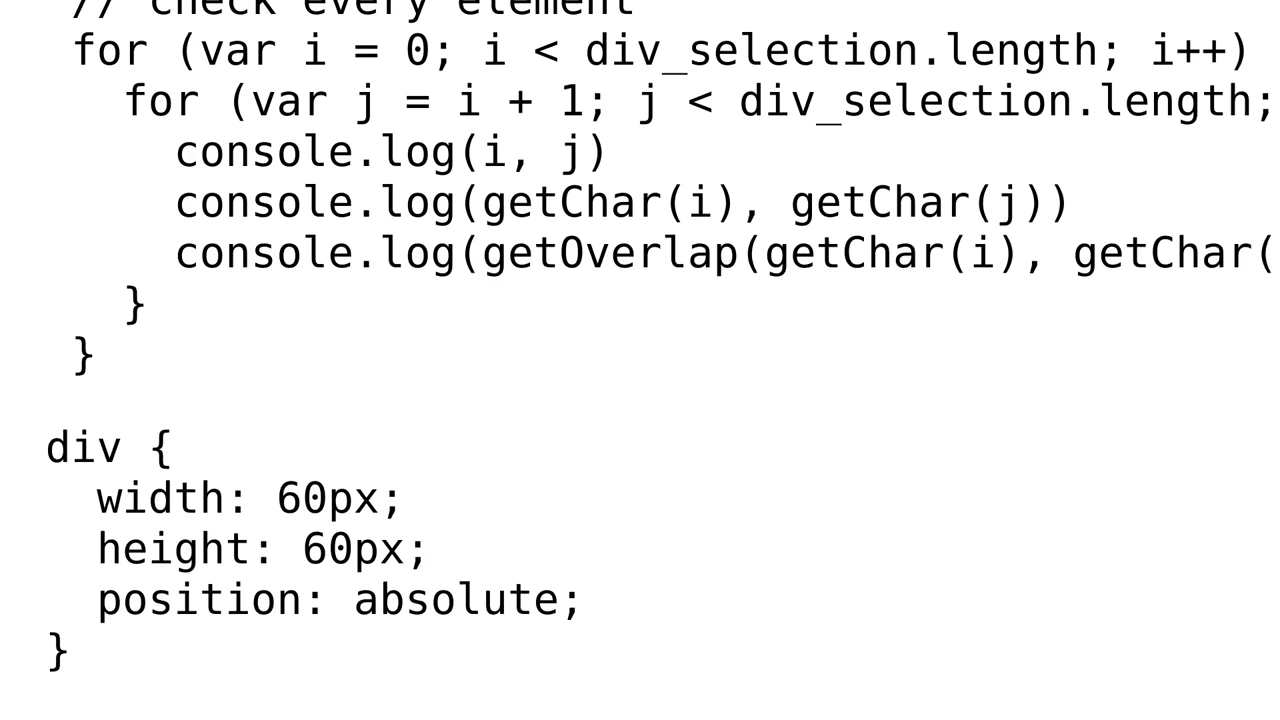 // check every element
for (var i = 0; i < div_selection.length; i++)
for (var j = i + 1; j < div_selection.length;
console.log(i, j)
console.log(getChar(i), getChar(j))
console.log(getOverlap(getChar(i), getChar(
}
}
div {
width: 60px;
height: 60px;
position: absolute;
}